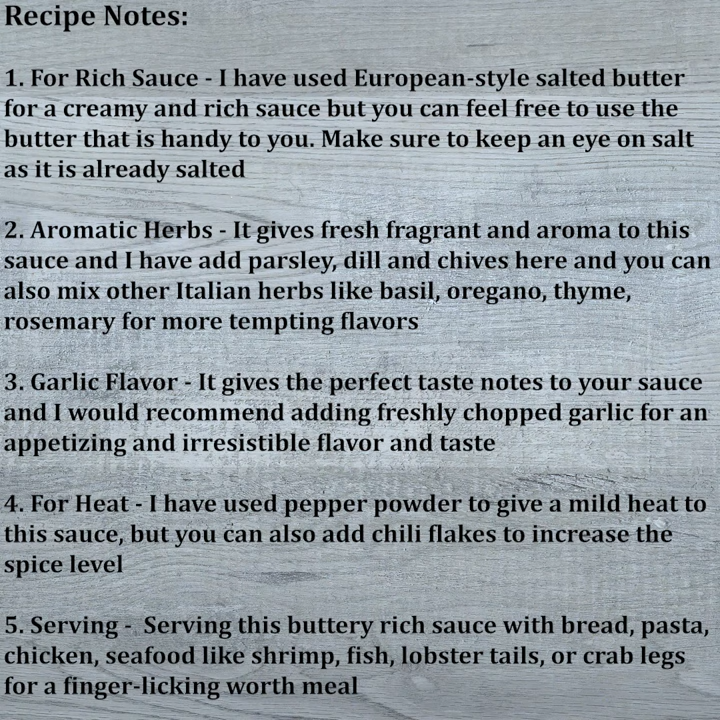 Recipe Notes:
1. For Rich Sauce - I have used European-style salted butter
for a creamy and rich sauce but you can feel free to use the
butter that is handy to you. Make sure to keep an eye on salt
as it is already salted
2. Aromatic Herbs - It gives fresh fragrant and aroma to this
sauce and I have add parsley, dill and chives here and you can
also mix other Italian herbs like basil, oregano, thyme,
rosemary for more tempting flavors
3. Garlic Flavor - It gives the perfect taste notes to your sauce
and I would recommend adding freshly chopped garlic for an
appetizing and irresistible flavor and taste
4. For Heat - I have used pepper powder to give a mild heat to
this sauce, but you can also add chili flakes to increase the
spice level
5. Serving - Serving this buttery rich sauce with bread, pasta,
chicken, seafood like shrimp, fish, lobster tails, or crab legs
for a finger-licking worth meal